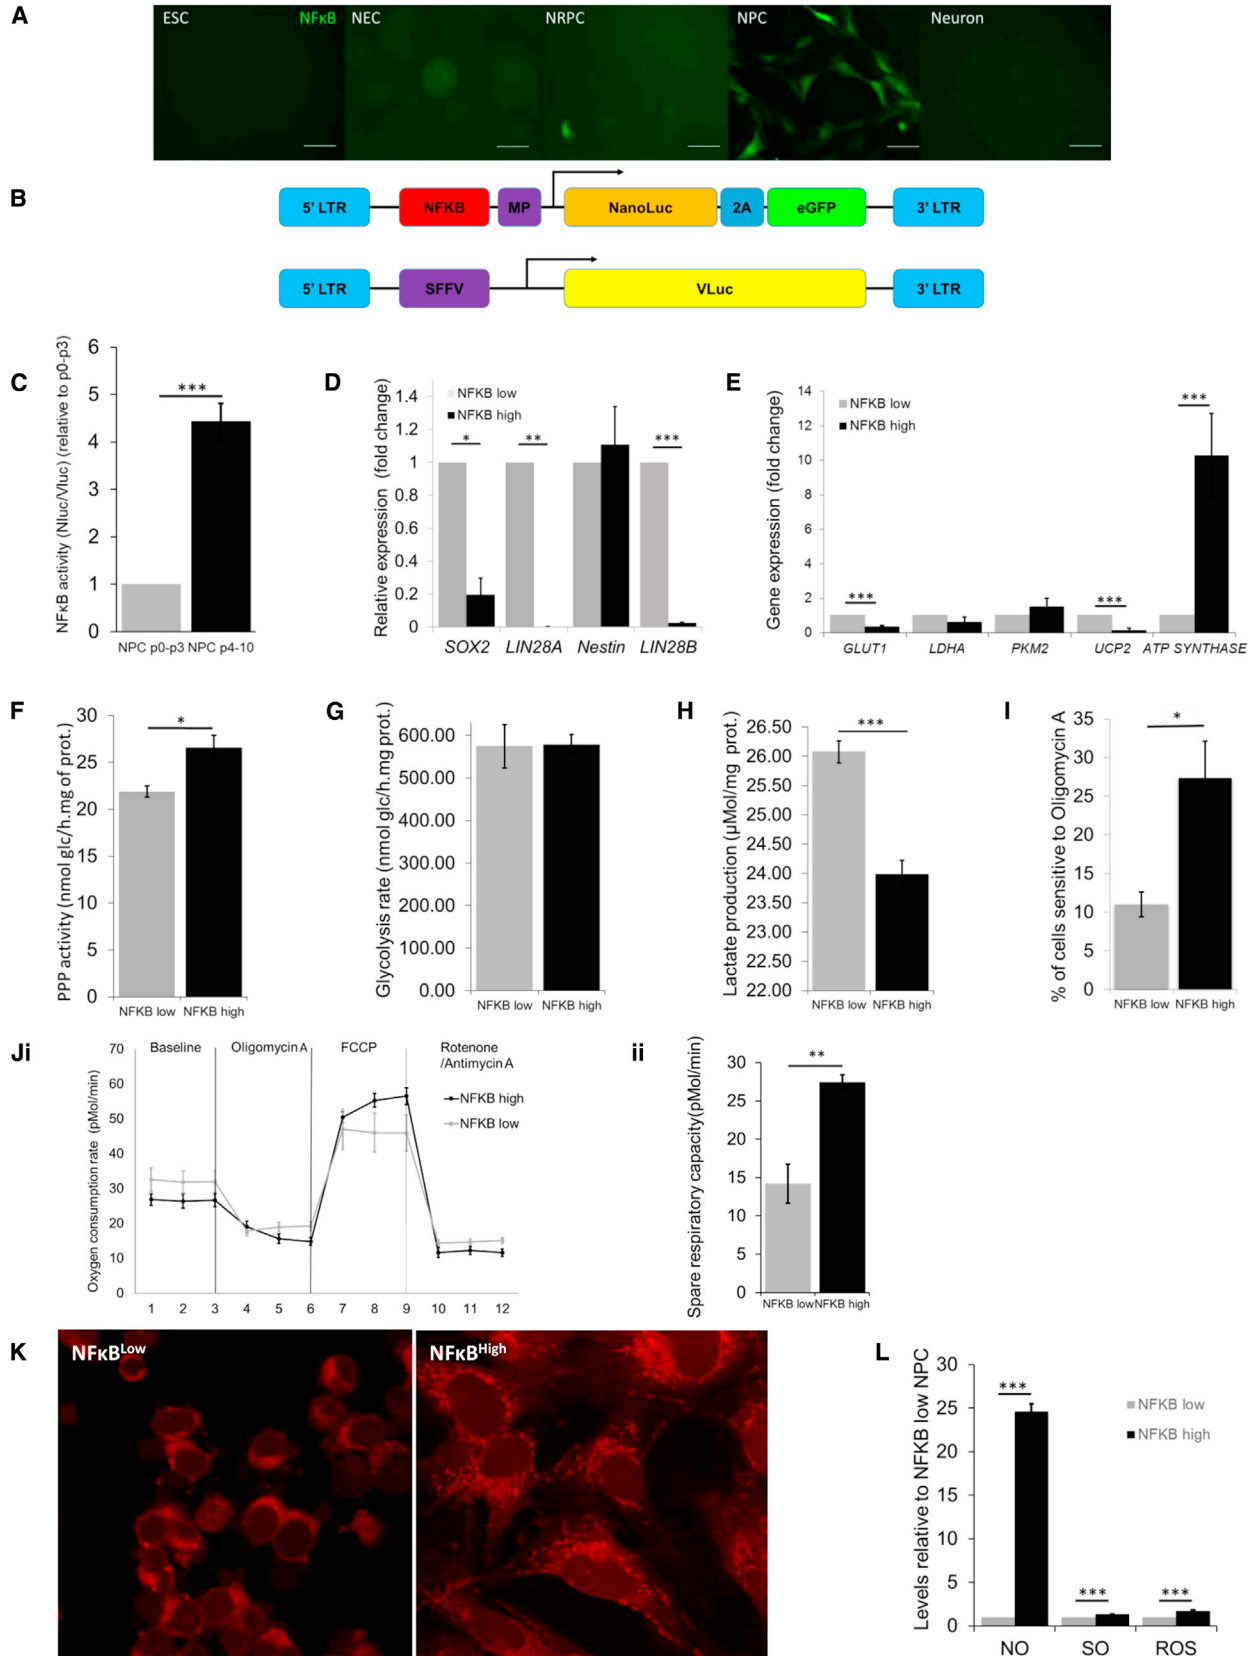 A
ESC
NFκB
NEC
NRPC
NPC
Neuron
B
5' LTR
NFKB
MP
NanoLuc
2A
eGFP
3' LTR
5' LTR
SFFV
VLuc
3' LTR
C
NFκB activity (Nluc/Vluc) (relative to p0-p3)
6
5
4
3
2
1
0
***
NPC p0-p3
NPC p4-10
D
Relative expression (fold change)
1.4
1.2
1
0.8
0.6
0.4
0.2
0
NFKB low
NFKB high
*
**
***
SOX2
LIN28A
Nestin
LIN28B
E
Gene expression (fold change)
14
12
10
8
6
4
2
0
NFKB low
NFKB high
***
***
***
GLUT1
LDHA
PKM2
UCP2
ATP SYNTHASE
F
PPP activity (nmol glc/h.mg of prot.)
30
25
20
15
10
5
0
*
NFKB low
NFKB high
G
Glycolysis rate (nmol glc/h.mg prot.)
600.00
500.00
400.00
300.00
200.00
100.00
0.00
NFKB low
NFKB high
H
Lactate production (µMol/mg prot.)
26.50
26.00
25.50
25.00
24.50
24.00
23.50
23.00
22.50
22.00
***
NFKB low
NFKB high
I
% of cells sensitive to Oligomycin A
35
30
25
20
15
10
5
0
*
NFKB low
NFKB high
Ji
Oxygen consumption rate (pMol/min)
70
60
50
40
30
20
10
0
Baseline
Oligomycin A
FCCP
Rotenone
/Antimycin A
NFKB high
NFKB low
1 2 3 4 5 6 7 8 9 10 11 12
ii
Spare respiratory capacity(pMol/min)
30
25
20
15
10
5
0
**
NFKB low
NFKB high
K
NFκBLow
NFκBHigh
L
Levels relative to NFKB low NPC
30
25
20
15
10
5
0
***
***
***
NFKB low
NFKB high
NO
SO
ROS